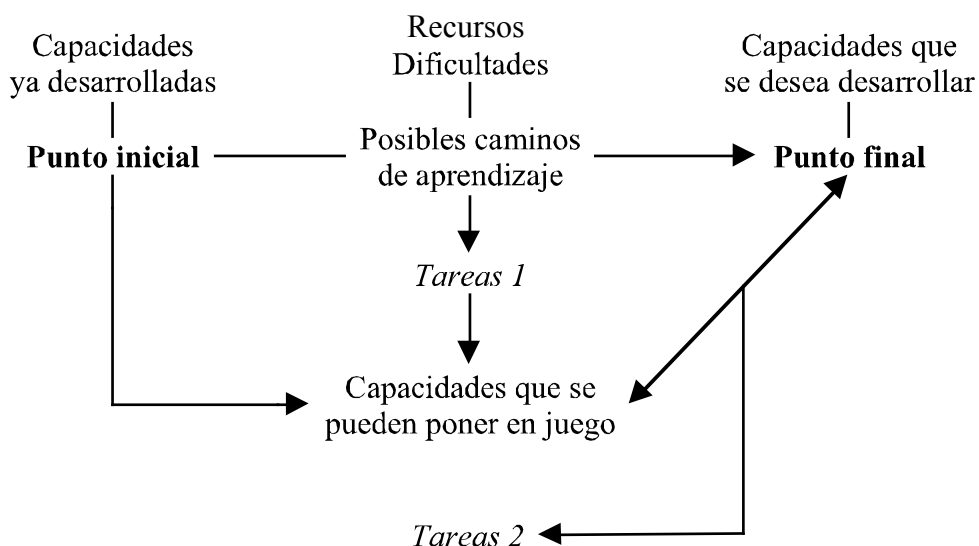 Capacidades
ya desarrolladas
Recursos
Dificultades
Capacidades que
se desea desarrollar
Punto inicial
Posibles caminos
de aprendizaje
Punto final
Tareas 1
Capacidades que se
pueden poner en juego
Tareas 2